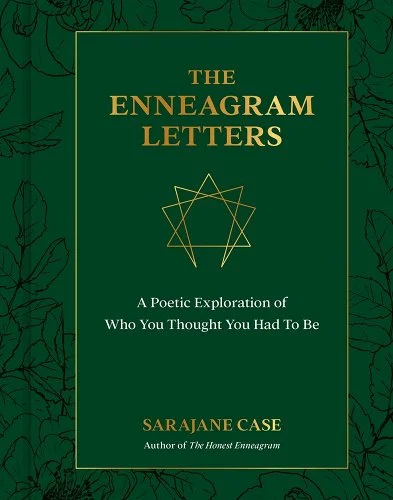 THE
ENNEAGRAM
LETTERS
A Poetic Exploration of
Who You Thought You Had To Be
SARAJANE CASE
Author of The Honest Enneagram